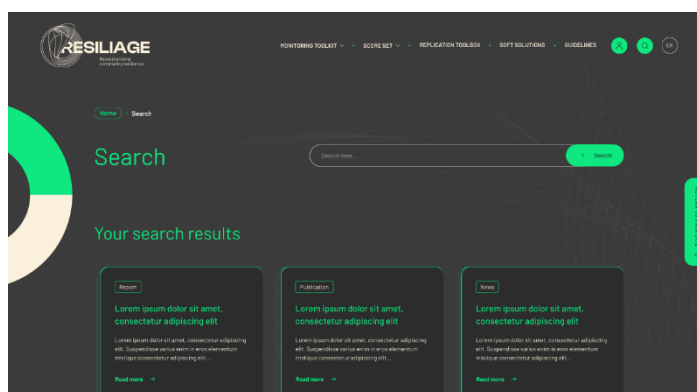 RESILIAGE
Revolutionizing
community resilience
MONITORING TOOLKIT
SCORE SET
REPLICATION TOOLBOX
SOFT SOLUTIONS
GUIDELINES
EN
Home
Search
Search
Search here...
Search
Your search results
Report
Lorem ipsum dolor sit amet,
consectetur adipiscing elit
Lorem ipsum dolor sit amet, consectetur adipiscing
elit. Suspendisse varius enim in eros elementum
tristique consectetur adipiscing elit...
Read more →
Publication
Lorem ipsum dolor sit amet,
consectetur adipiscing elit
Lorem ipsum dolor sit amet, consectetur adipiscing
elit. Suspendisse varius enim in eros elementum
tristique consectetur adipiscing elit...
Read more →
News
Lorem ipsum dolor sit amet,
consectetur adipiscing elit
Lorem ipsum dolor sit amet, consectetur adipiscing
elit. Suspendisse varius enim in eros elementum
tristique consectetur adipiscing elit...
Read more →